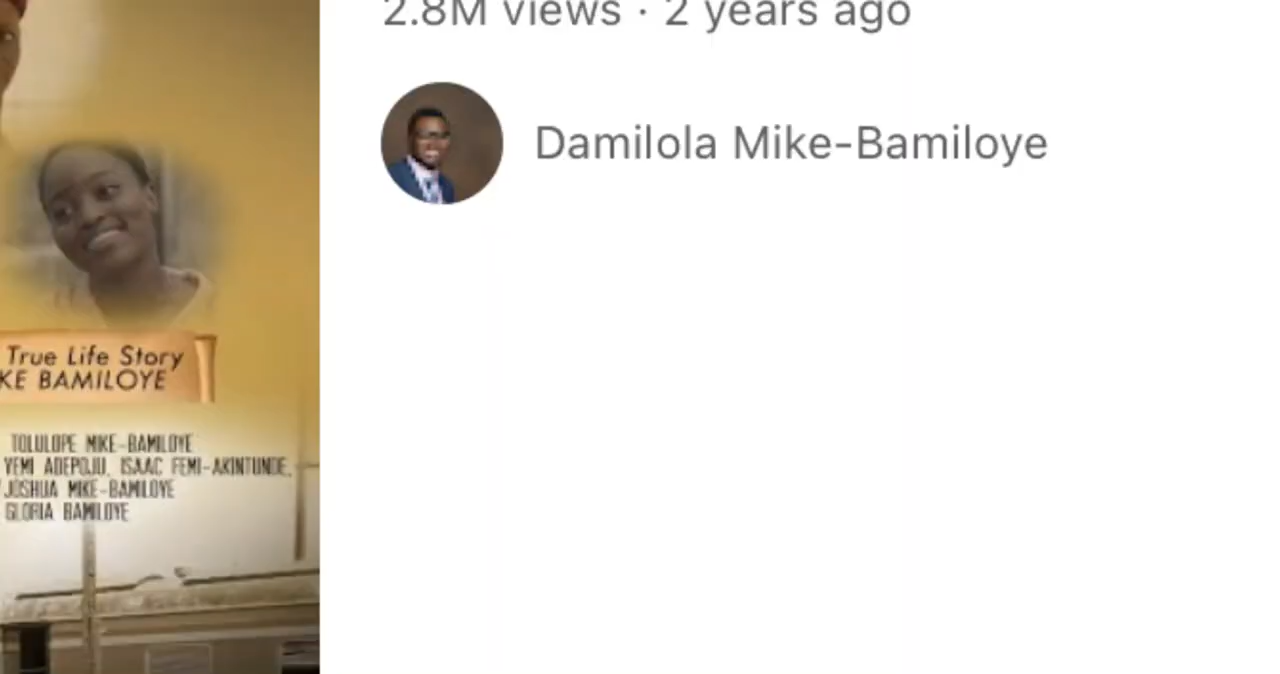 2.8M views · 2 years ago
Damilola Mike-Bamiloye
True Life Story
KE BAMILOYE
TOLULOPE MIKE-BAMILOYE
YEMI ADEPOJU, ISAAC FEMI-AKINTUNDE,
JOSHUA MIKE-BAMILOYE
GLORIA BAMILOYE